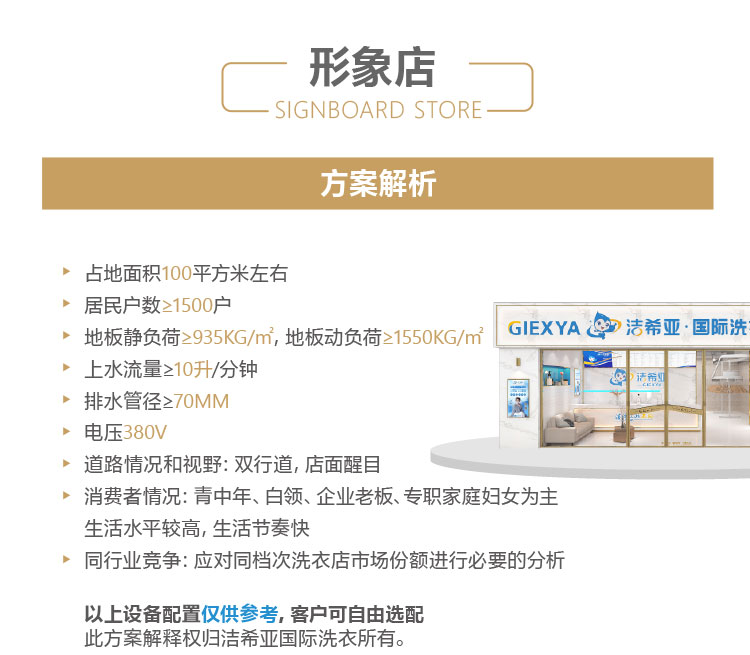 形象店
SIGNBOARD STORE
方案解析
占地面积100平方米左右
居民户数≥1500户
地板静负荷≥935KG/㎡, 地板动负荷≥1550KG/㎡
上水流量≥10升/分钟
排水管径≥70MM
电压380V
道路情况和视野: 双行道, 店面醒目
消费者情况: 青中年、白领、企业老板、专职家庭妇女为主
生活水平较高, 生活节奏快
同行业竞争: 应对同档次洗衣店市场份额进行必要的分析
GIEXYA 洁希亚·国际洗衣
洁希亚
以上设备配置仅供参考, 客户可自由选配
此方案解释权归洁希亚国际洗衣所有。